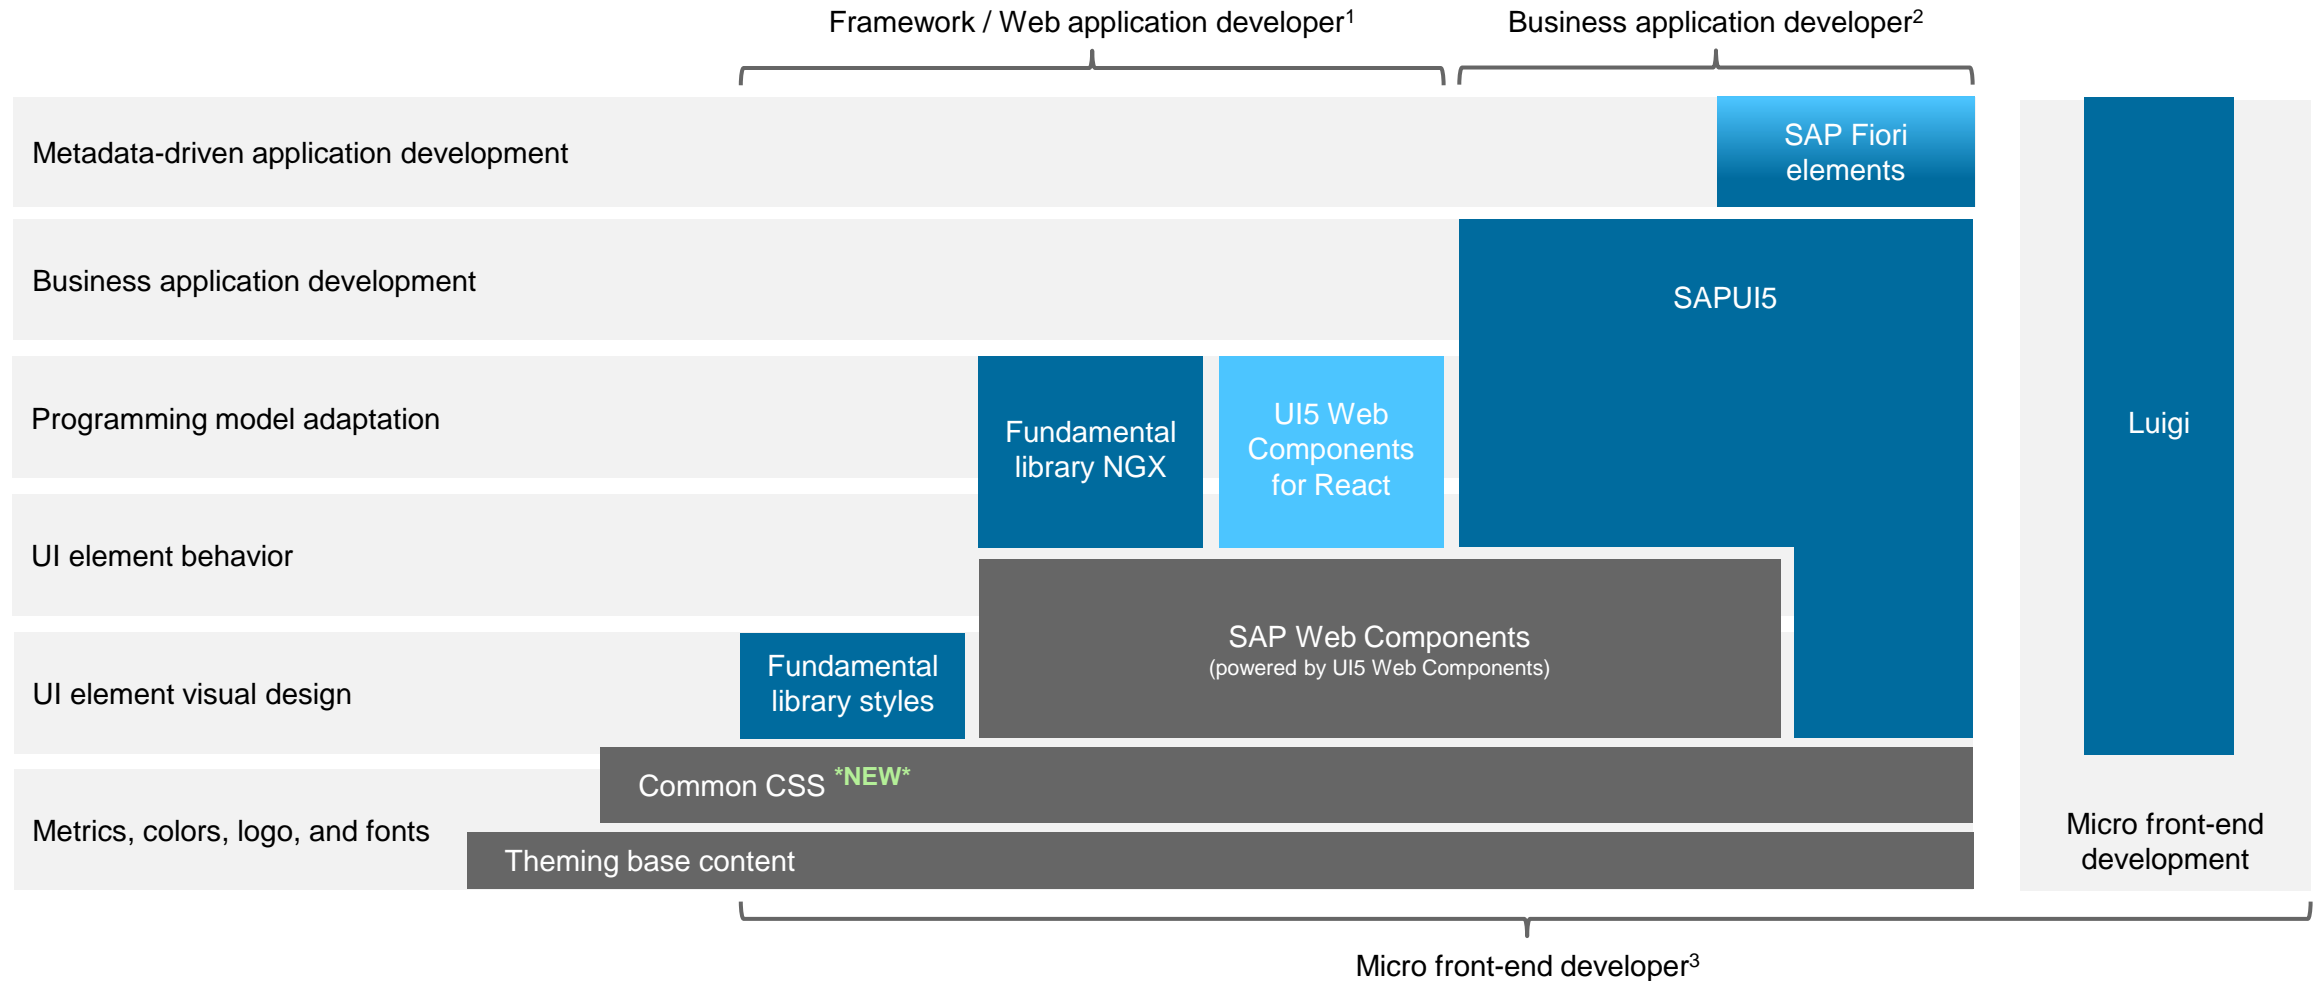 Framework / Web application developer¹
Business application developer²
Metadata-driven application development
SAP Fiori
elements
Business application development
SAPUI5
Programming model adaptation
Fundamental
library NGX
UI5 Web
Components
for React
Luigi
UI element behavior
SAP Web Components
(powered by UI5 Web Components)
UI element visual design
Fundamental
library styles
Common CSS *NEW*
Metrics, colors, logo, and fonts
Theming base content
Micro front-end
development
Micro front-end developer³